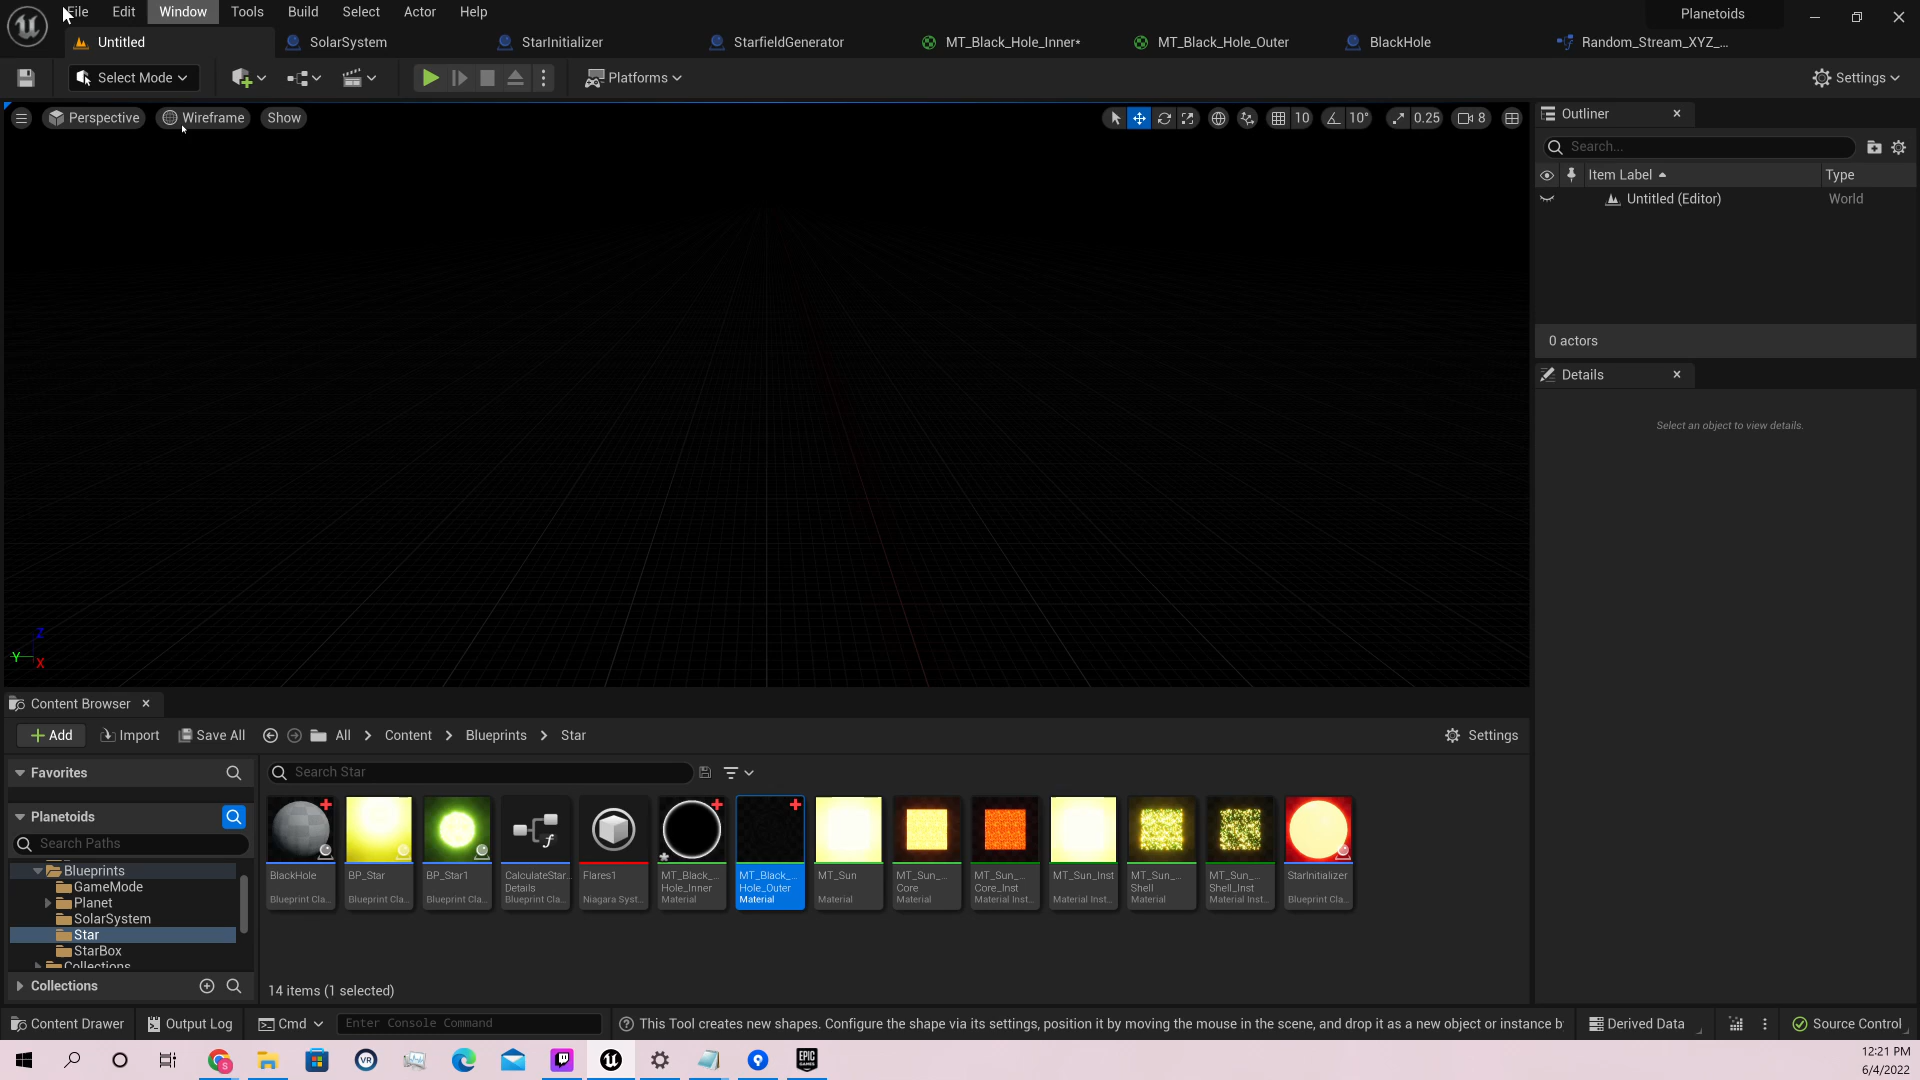 File Edit Window Tools Build Select Actor Help Planetoids
Untitled SolarSystem StarInitializer StarfieldGenerator MT_Black_Hole_Inner* MT_Black_Hole_Outer BlackHole Random_Stream_XYZ_...
Select Mode Platforms Settings
Perspective Wireframe Show 10 10° 0.25 8
Outliner
Search...
Item Label Type
Untitled (Editor) World
0 actors
Details
Select an object to view details.
Z
Y X
Content Browser
Add Import Save All All Content Blueprints Star Settings
Favorites
Search Star
Planetoids
Search Paths
Blueprints
GameMode
Planet
SolarSystem
Star
StarBox
Collections
Collections
BlackHole
Blueprint Cla...
BP_Star
Blueprint Cla...
BP_Star1
Blueprint Cla...
CalculateStar
Details
Blueprint Cla...
Flares1
Niagara Syst...
MT_Black_...
Hole_Inner
Material
MT_Black_...
Hole_Outer
Material
MT_Sun
Material
MT_Sun_...
Core
Material
MT_Sun_...
Core_Inst
Material Inst...
MT_Sun_Inst
Material Inst...
MT_Sun_...
Shell
Material
MT_Sun_...
Shell_Inst
Material Inst...
StarInitializer
Blueprint Cla...
14 items (1 selected)
Content Drawer Output Log Cmd Enter Console Command This Tool creates new shapes. Configure the shape via its settings, position it by moving the mouse in the scene, and drop it as a new object or instance b Derived Data Source Control
12:21 PM
6/4/2022